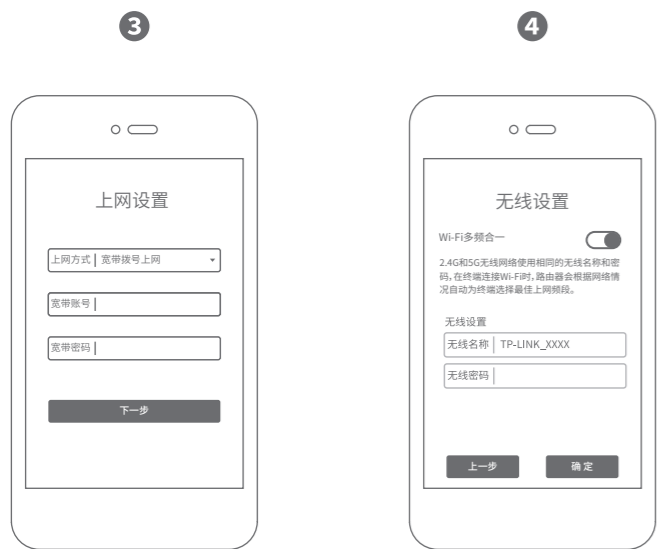 3
4
上网设置
上网方式 宽带拨号上网
宽带账号
宽带密码
下一步
无线设置
Wi-Fi多频合一
2.4G和5G无线网络使用相同的无线名称和密
码，在终端连接Wi-Fi时，路由器会根据网络情
况自动为终端选择最佳上网频段。
无线设置
无线名称 TP-LINK_XXXX
无线密码
上一步 确 定